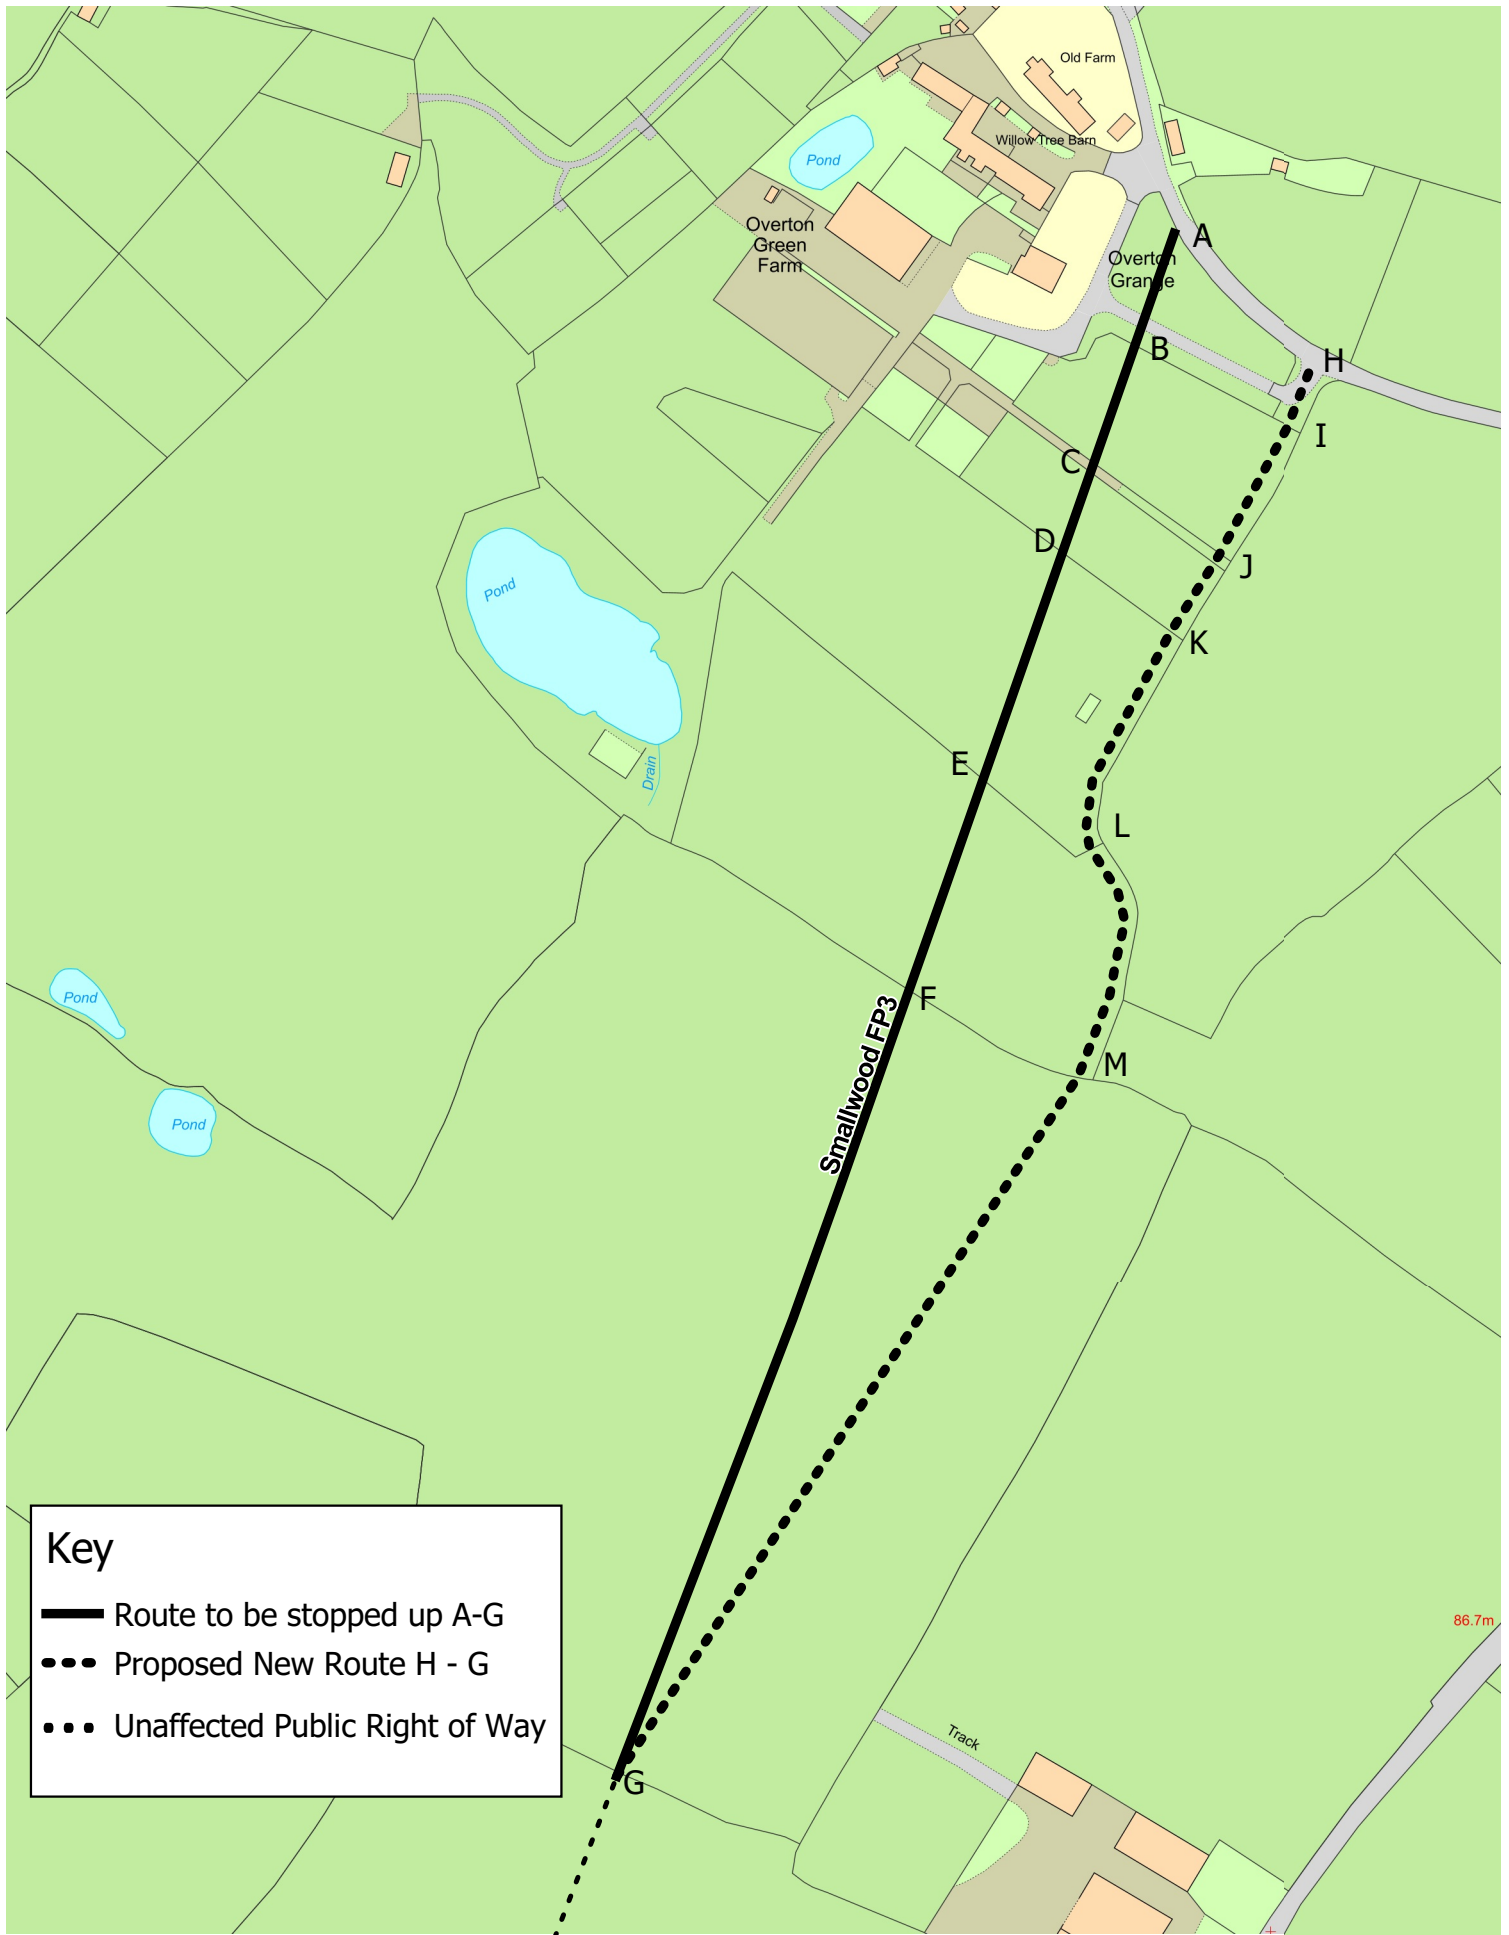 Old Farm
Willow Tree Barn
Pond
Overton
Green
Farm
A
Overton
Grange
B
H
I
C
D
J
Pond
K
E
Drain
L
Pond
F
Smallwood FP3
M
Pond
Key
Route to be stopped up A-G
Proposed New Route H - G
Unaffected Public Right of Way
86.7m
Track
G